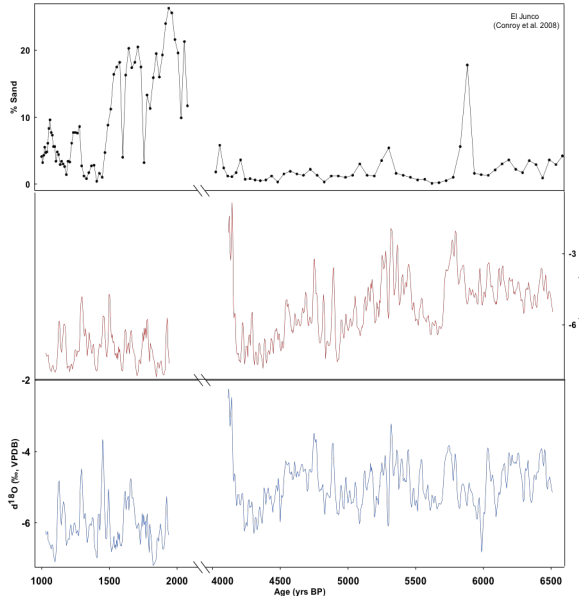 El Junco
(Conroy et al. 2008)
% Sand
20
10
0
-3
-6
-2
-4
-6
d¹⁸O (‰, VPDB)
1000 1500 2000 4000 4500 5000 5500 6000 6500
Age (yrs BP)